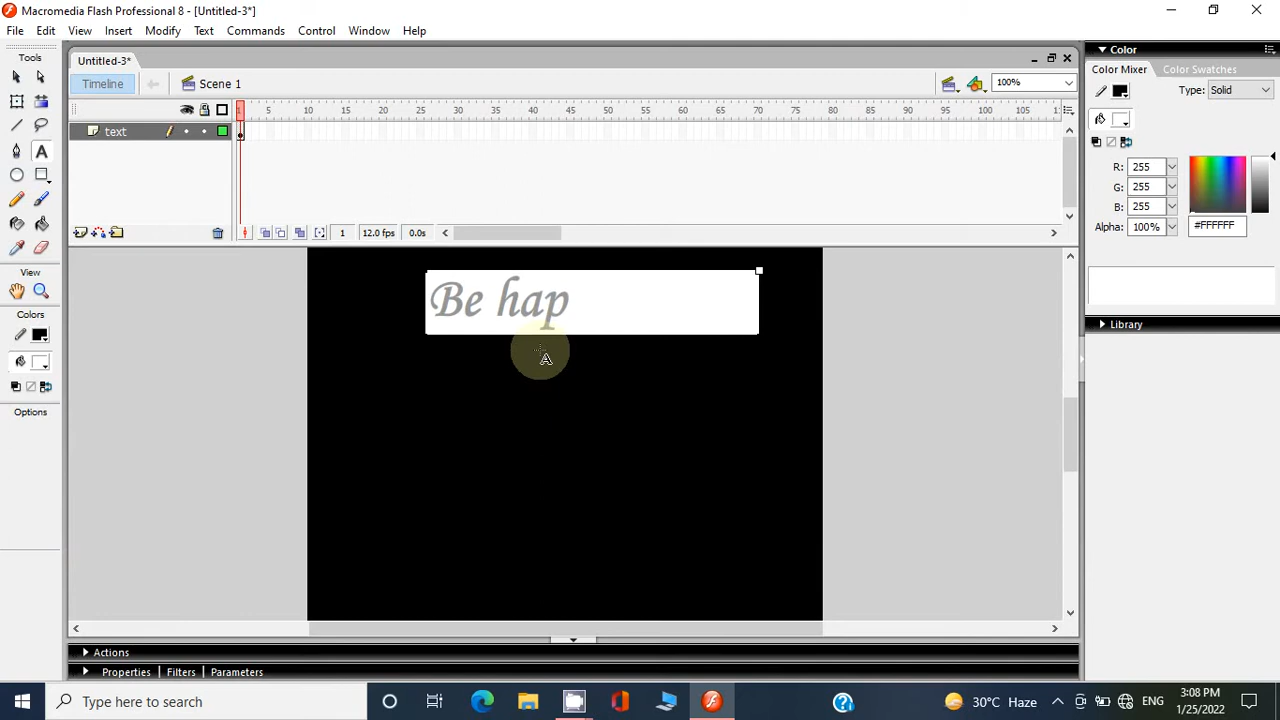 Macromedia Flash Professional 8 - [Untitled-3*]
File Edit View Insert Modify Text Commands Control Window Help
Tools
Untitled-3*
Timeline
Scene 1
100%
1 5 10 15 20 25 30 35 40 45 50 55 60 65 70 75 80 85 90 95 100 105
text
1 12.0 fps 0.0s
View
Colors
Options
Be hap
A
Color
Color Mixer Color Swatches
Type: Solid
R: 255
G: 255
B: 255
Alpha: 100% #FFFFFF
Library
Actions
Properties Filters Parameters
Type here to search
30°C Haze
ENG
3:08 PM
1/25/2022